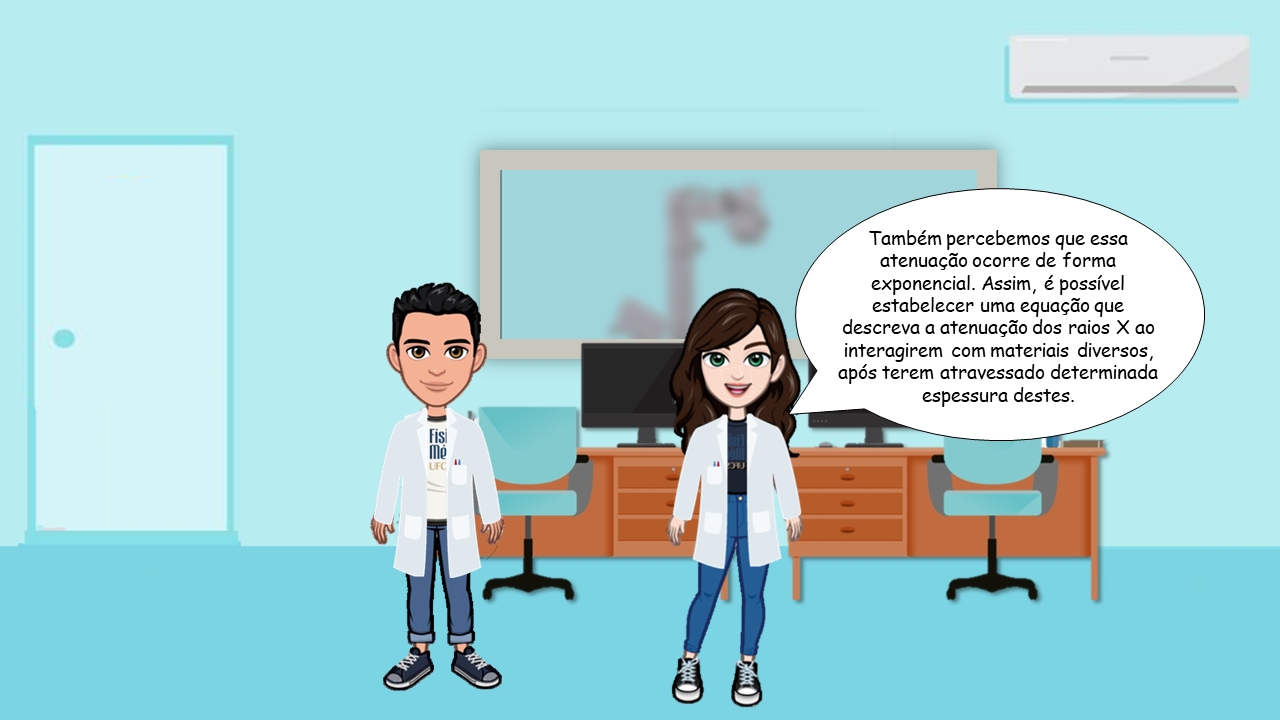 Também percebemos que essa
atenuação ocorre de forma
exponencial. Assim, é possível
estabelecer uma equação que
descreva a atenuação dos raios X ao
interagirem com materiais diversos,
após terem atravessado determinada
espessura destes.
Físi
Mé
UFC